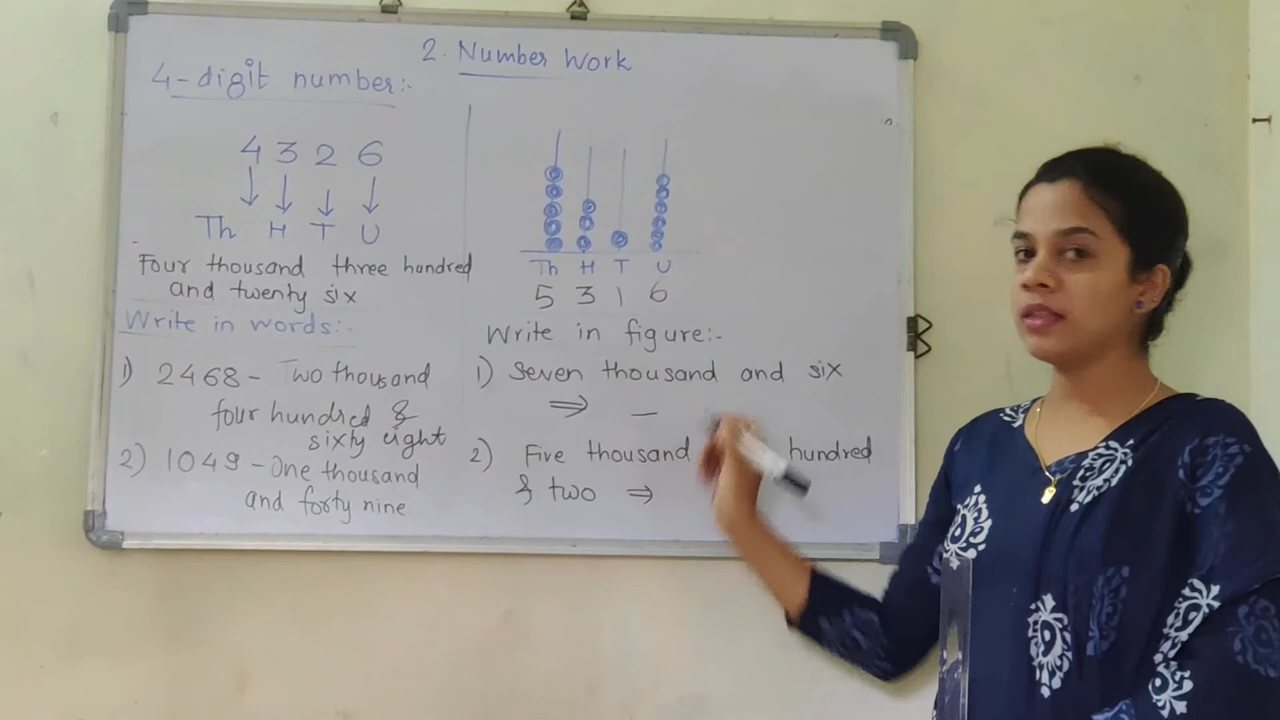 2. Number Work
4-digit number:-
4 3 2 6
Th H T U
Four thousand three hundred
and twenty six
Write in words:-
1) 2468 - Two thousand
four hundred &
sixty eight
2) 1049 - One thousand
and forty nine
Th H T U
5 3 1 6
Write in figure:-
1) Seven thousand and six
⇒ —
2) Five thousand hundred
& two ⇒